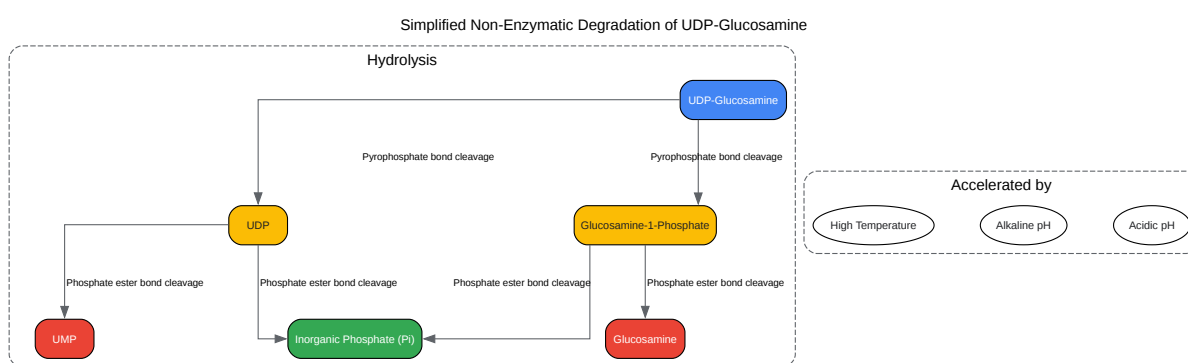 Simplified Non-Enzymatic Degradation of UDP-Glucosamine
Hydrolysis
UDP-Glucosamine
Pyrophosphate bond cleavage
Pyrophosphate bond cleavage
Accelerated by
UDP
Glucosamine-1-Phosphate
High Temperature
Alkaline pH
Acidic pH
Phosphate ester bond cleavage
Phosphate ester bond cleavage
Phosphate ester bond cleavage
Phosphate ester bond cleavage
UMP
Inorganic Phosphate (Pi)
Glucosamine